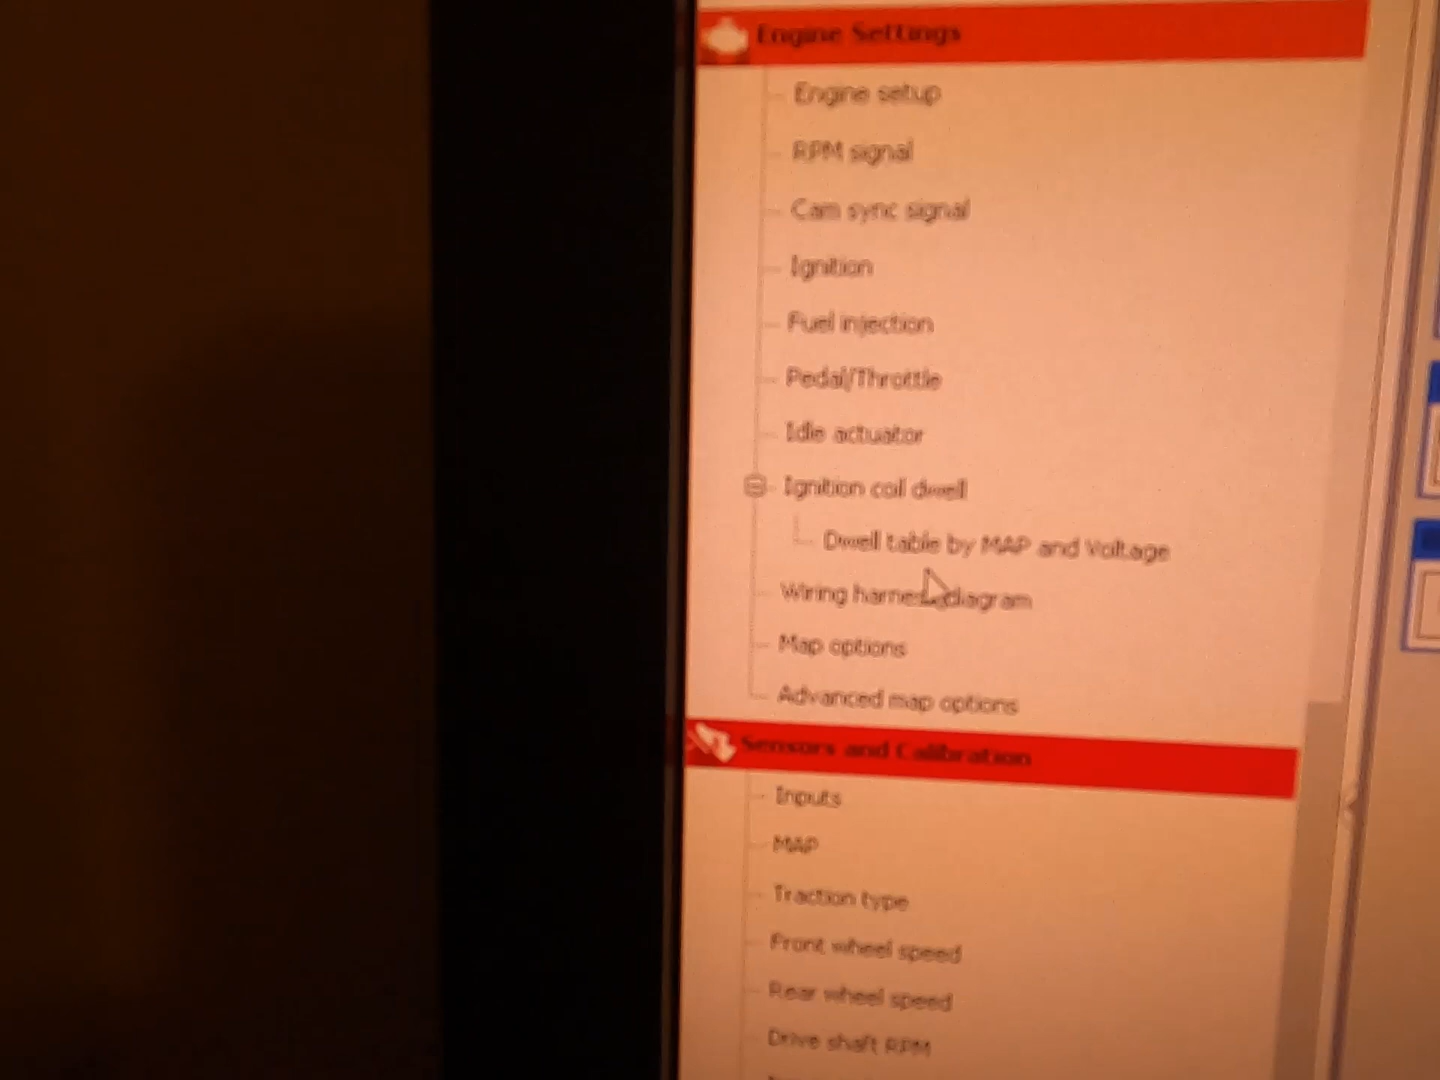 Engine Settings
Engine setup
RPM signal
Cam sync signal
Ignition
Fuel injection
Pedal/Throttle
Idle actuator
Ignition coil dwell
Dwell table by MAP and Voltage
Wiring harness diagram
Map options
Advanced map options
Sensors and Calibration
Inputs
MAP
Traction type
Front wheel speed
Rear wheel speed
Drive shaft RPM